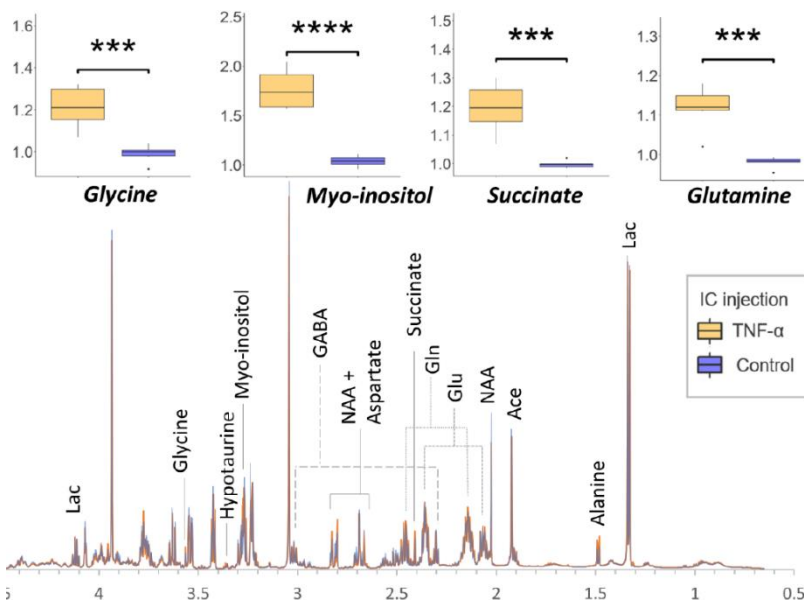 *** **** *** ***
1.6 2.5 1.5 1.3
1.4 2.0 1.4
1.3 1.2
1.2 1.5 1.2 1.1
1.1
1.0 1.0 1.0 1.0
Glycine Myo-inositol Succinate Glutamine
Lac
Glycine
Hypotaurine
Myo-inositol
GABA
NAA +
Aspartate
Succinate
Gln
Glu
NAA
Ace
Alanine
Lac
IC injection
TNF-α
Control
4 3.5 3 2.5 2 1.5 1 0.5